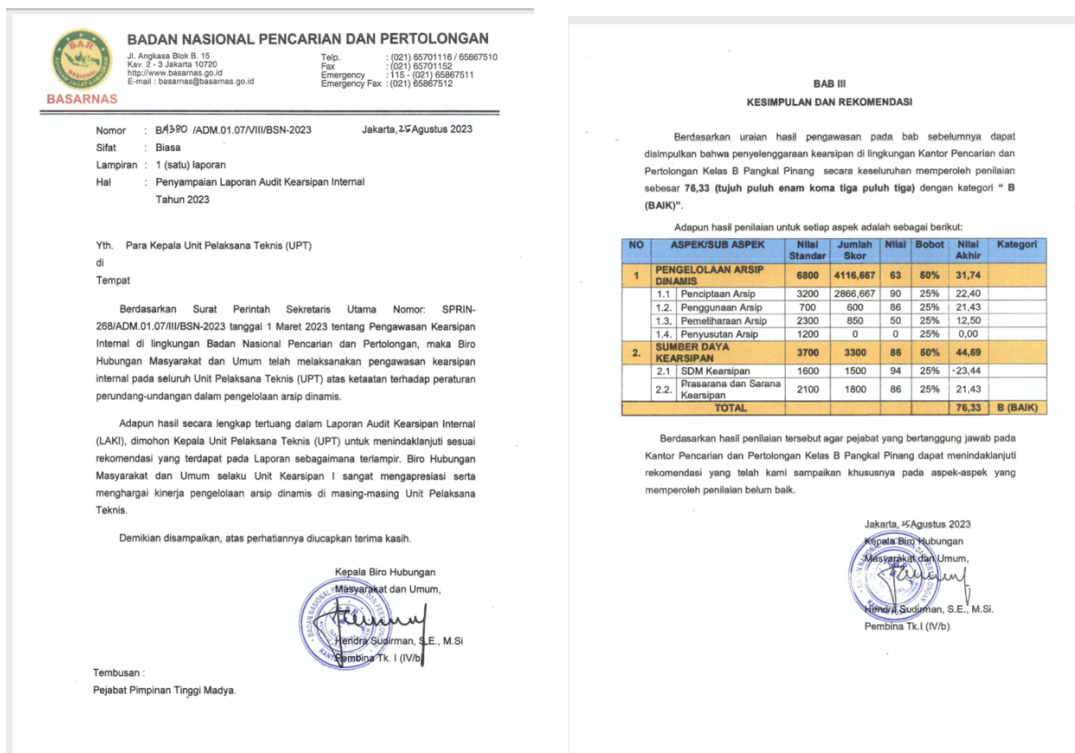 BADAN NASIONAL PENCARIAN DAN PERTOLONGAN
Jl. Angkasa Blok B. 15
Kav. 2 - 3 Jakarta 10720
http://www.basarnas.go.id
E-mail : basarnas@basarnas.go.id
Telp. : (021) 65701116 / 65867510
Fax : (021) 65701152
Emergency : 115 - (021) 65867511
Emergency Fax : (021) 65867512
SAR
NASIONAL
BASARNAS
Nomor : /ADM.01.07/VIII/BSN-2023 Jakarta, 25 Agustus 2023
Sifat : Biasa
Lampiran : 1 (satu) laporan
Hal : Penyampaian Laporan Audit Kearsipan Internal
Tahun 2023
Yth. Para Kepala Unit Pelaksana Teknis (UPT)
di
Tempat
Berdasarkan Surat Perintah Sekretaris Utama Nomor: SPRIN-
268/ADM.01.07/III/BSN-2023 tanggal 1 Maret 2023 tentang Pengawasan Kearsipan
Internal di lingkungan Badan Nasional Pencarian dan Pertolongan, maka Biro
Hubungan Masyarakat dan Umum telah melaksanakan pengawasan kearsipan
internal pada seluruh Unit Pelaksana Teknis (UPT) atas ketaatan terhadap peraturan
perundang-undangan dalam pengelolaan arsip dinamis.
Adapun hasil secara lengkap tertuang dalam Laporan Audit Kearsipan Internal
(LAKI), dimohon Kepala Unit Pelaksana Teknis (UPT) untuk menindaklanjuti sesuai
rekomendasi yang terdapat pada Laporan sebagaimana terlampir. Biro Hubungan
Masyarakat dan Umum selaku Unit Kearsipan I sangat mengapresiasi serta
menghargai kinerja pengelolaan arsip dinamis di masing-masing Unit Pelaksana
Teknis.
Demikian disampaikan, atas perhatiannya diucapkan terima kasih.
Kepala Biro Hubungan
Masyarakat dan Umum,
Hendra Sudirman, S.E., M.Si
Pembina Tk. I (IV/b)
Tembusan :
Pejabat Pimpinan Tinggi Madya.
BAB III
KESIMPULAN DAN REKOMENDASI
Berdasarkan uraian hasil pengawasan pada bab sebelumnya dapat
disimpulkan bahwa penyelenggaraan kearsipan di lingkungan Kantor Pencarian dan
Pertolongan Kelas B Pangkal Pinang secara keseluruhan memperoleh penilaian
sebesar 76,33 (tujuh puluh enam koma tiga puluh tiga) dengan kategori " B
(BAIK)".
Adapun hasil penilaian untuk setiap aspek adalah sebagai berikut:
NO ASPEK/SUB ASPEK Nilai Standar Jumlah Skor Nilai Bobot Nilai Akhir Kategori
1 PENGELOLAAN ARSIP DINAMIS 6800 4116,667 63 50% 31,74
1.1 Penciptaan Arsip 3200 2866,667 90 25% 22,40
1.2. Penggunaan Arsip 700 600 86 25% 21,43
1.3. Pemeliharaan Arsip 2300 850 50 25% 12,50
1.4. Penyusutan Arsip 1200 0 0 25% 0,00
2. SUMBER DAYA KEARSIPAN 3700 3300 86 50% 44,69
2.1 SDM Kearsipan 1600 1500 94 25% 23,44
2.2. Prasarana dan Sarana Kearsipan 2100 1800 86 25% 21,43
TOTAL 76,33 B (BAIK)
Berdasarkan hasil penilaian tersebut agar pejabat yang bertanggung jawab pada
Kantor Pencarian dan Pertolongan Kelas B Pangkal Pinang dapat menindaklanjuti
rekomendasi yang telah kami sampaikan khususnya pada aspek-aspek yang
memperoleh penilaian belum baik.
Jakarta, 25 Agustus 2023
Kepala Biro Hubungan
Masyarakat dan Umum,
Hendra Sudirman, S.E., M.Si.
Pembina Tk.I (IV/b)